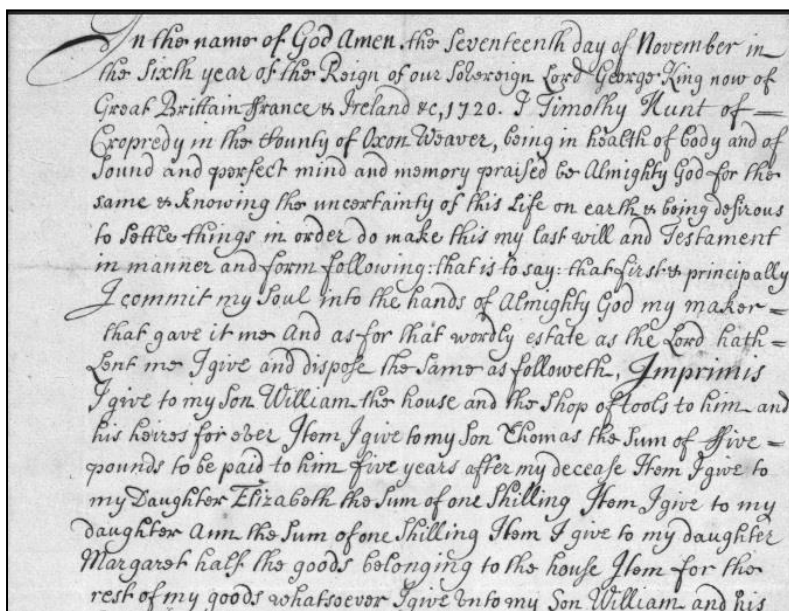 In the name of God Amen. the Seventeenth day of November in
the Sixth year of the Reign of our Sovereign Lord George King now of
Great Brittain ffrance & Ireland &c, 1720. I Timothy Hunt of
Cropredy in the County of Oxon Weaver, being in health of body and of
Sound and perfect mind and memory praised be Almighty God for the
same & knowing the uncertainty of this Life on earth & being desirous
to Settle things in order do make this my last will and Testament
in manner and form following: that is to say: that first & principally
I commit my Soul into the hands of Almighty God my maker =
that gave it me And as for that wordly estate as the Lord hath =
Lent me I give and dispose the same as followeth, Imprimis
I give to my Son William the house and the Shop of tools to him and
his heires for ever Item I give to my Son Thomas the Sum of ffive =
pounds to be paid to him five years after my decease Item I give to
my Daughter Elizabeth the Sum of one Shilling Item I give to my
daughter Ann the Sum of one Shilling Item I give to my daughter
Margaret half the goods belonging to the house Item for the
rest of my goods whatsoever I give vnto my Son William and his